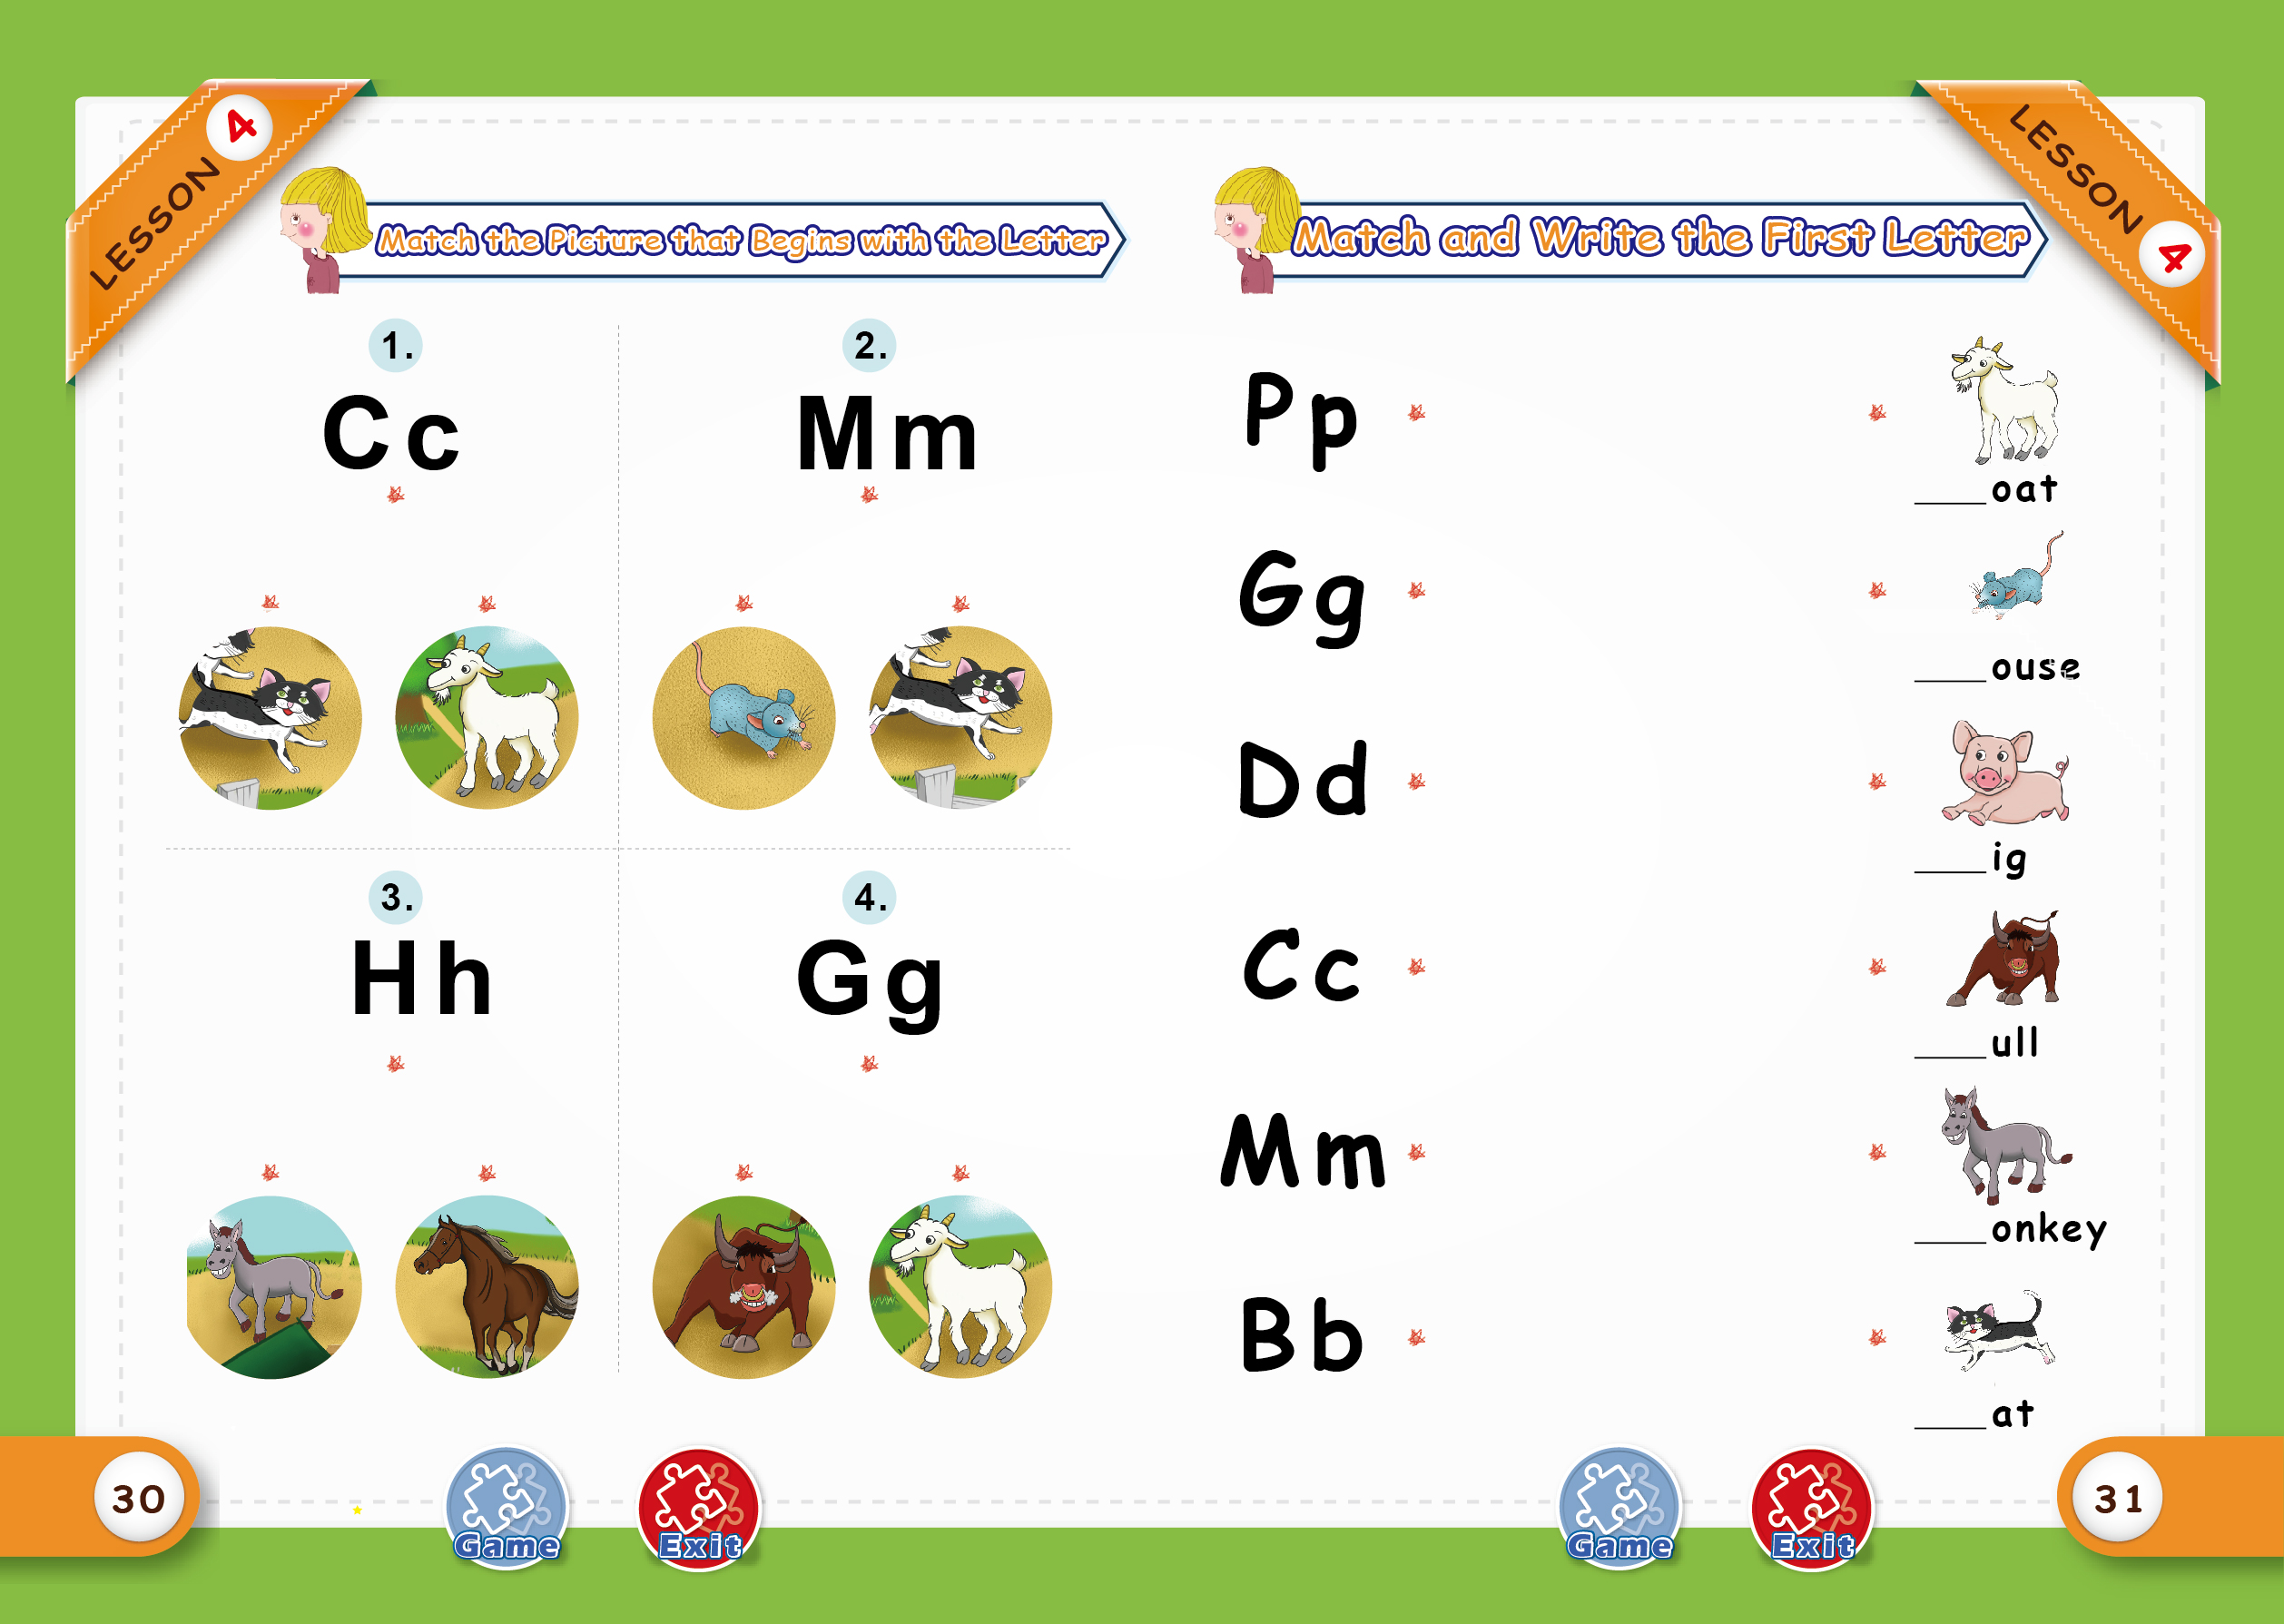 LESSON 4
Match the Picture that Begins with the Letter
1.
Cc
2.
Mm
3.
Hh
4.
Gg
30
Game
Exit
LESSON 4
Match and Write the First Letter
Pp
____oat
Gg
____ouse
Dd
____ig
Cc
____ull
Mm
____onkey
Bb
____at
Game
Exit
31